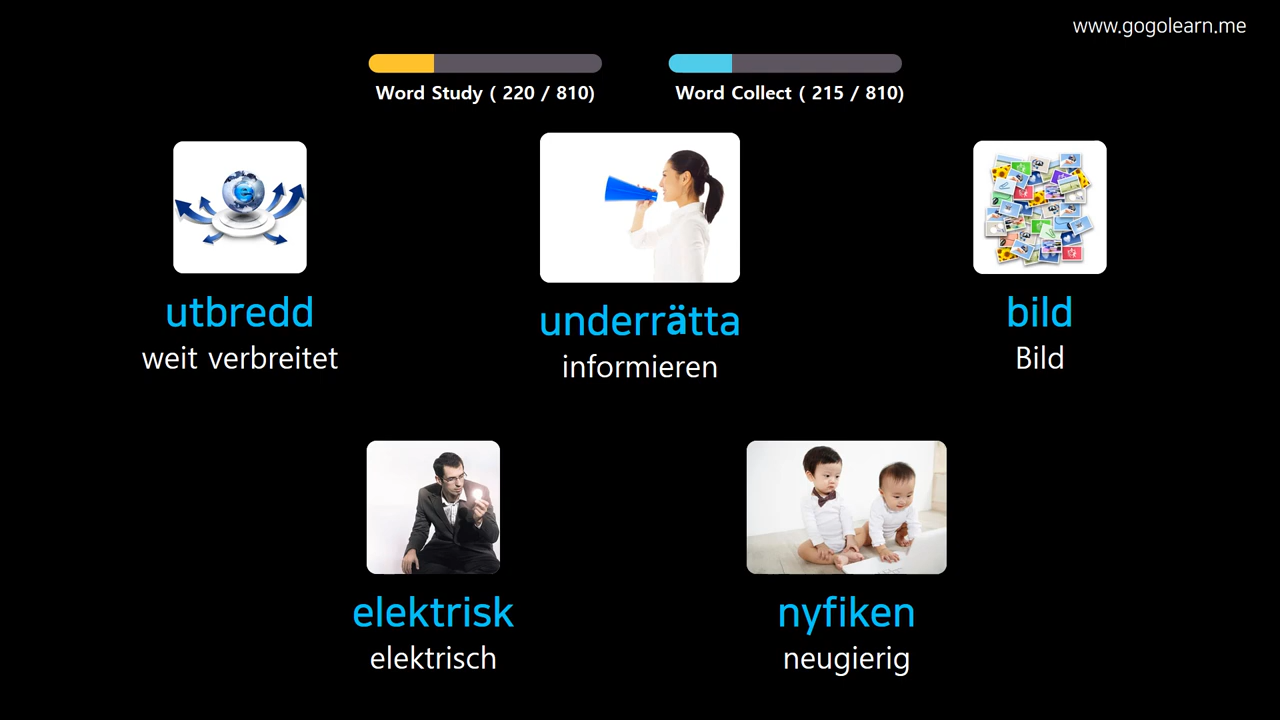 www.gogolearn.me
Word Study ( 220 / 810)
Word Collect ( 215 / 810)
utbredd
weit verbreitet
underrätta
informieren
bild
Bild
elektrisk
elektrisch
nyfiken
neugierig